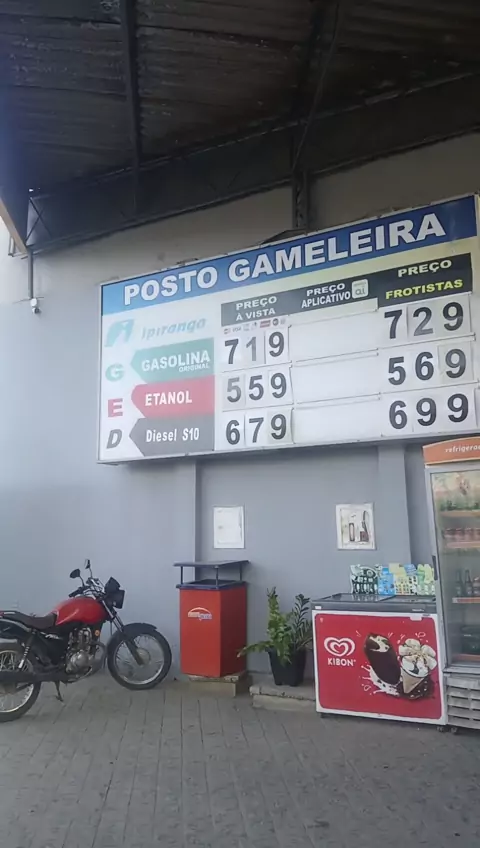 POSTO GAMELEIRA
PREÇO À VISTA
PREÇO APLICATIVO
PREÇO FROTISTAS
ipiranga
G GASOLINA ORIGINAL 719 729
E ETANOL 559 569
D Diesel S10 679 699
KIBON